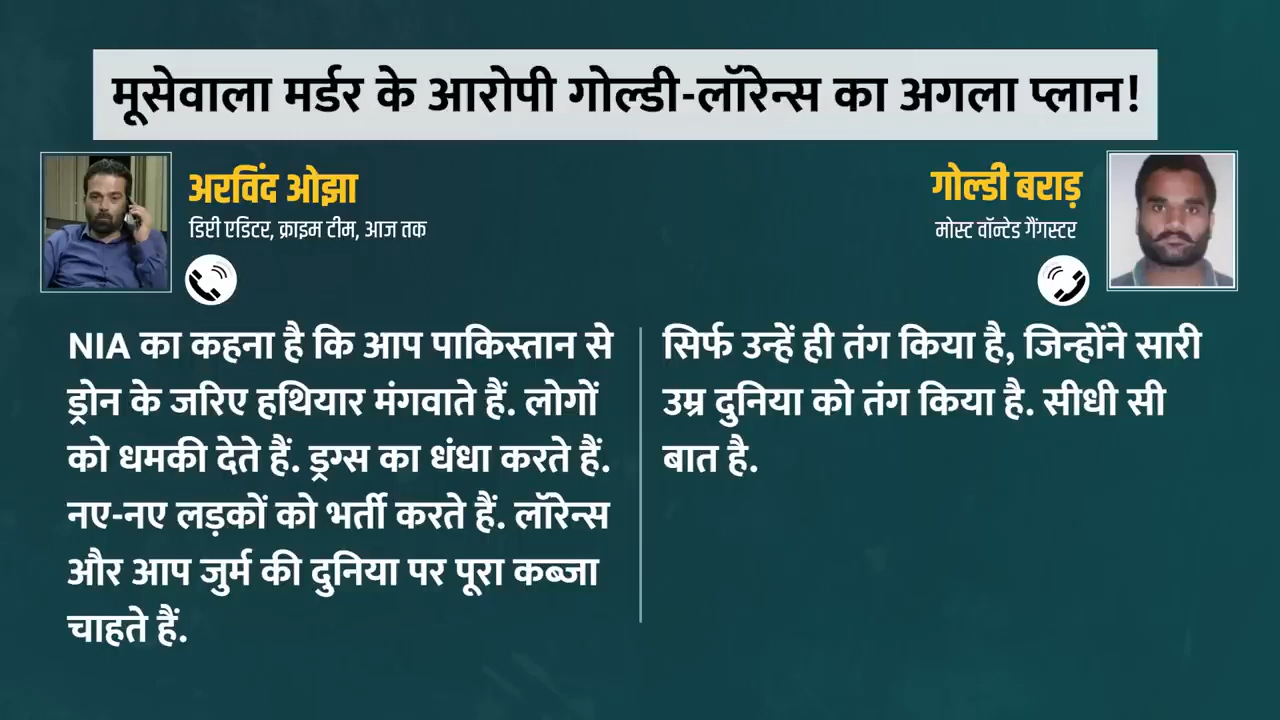 मूसेवाला मर्डर के आरोपी गोल्डी-लॉरेन्स का अगला प्लान!
अरविंद ओझा
डिप्टी एडिटर, क्राइम टीम, आज तक
गोल्डी बराड़
मोस्ट वॉन्टेड गैंगस्टर
NIA का कहना है कि आप पाकिस्तान से
ड्रोन के जरिए हथियार मंगवाते हैं. लोगों
को धमकी देते हैं. ड्रग्स का धंधा करते हैं.
नए-नए लड़कों को भर्ती करते हैं. लॉरेन्स
और आप जुर्म की दुनिया पर पूरा कब्जा
चाहते हैं.
सिर्फ उन्हें ही तंग किया है, जिन्होंने सारी
उम्र दुनिया को तंग किया है. सीधी सी
बात है.